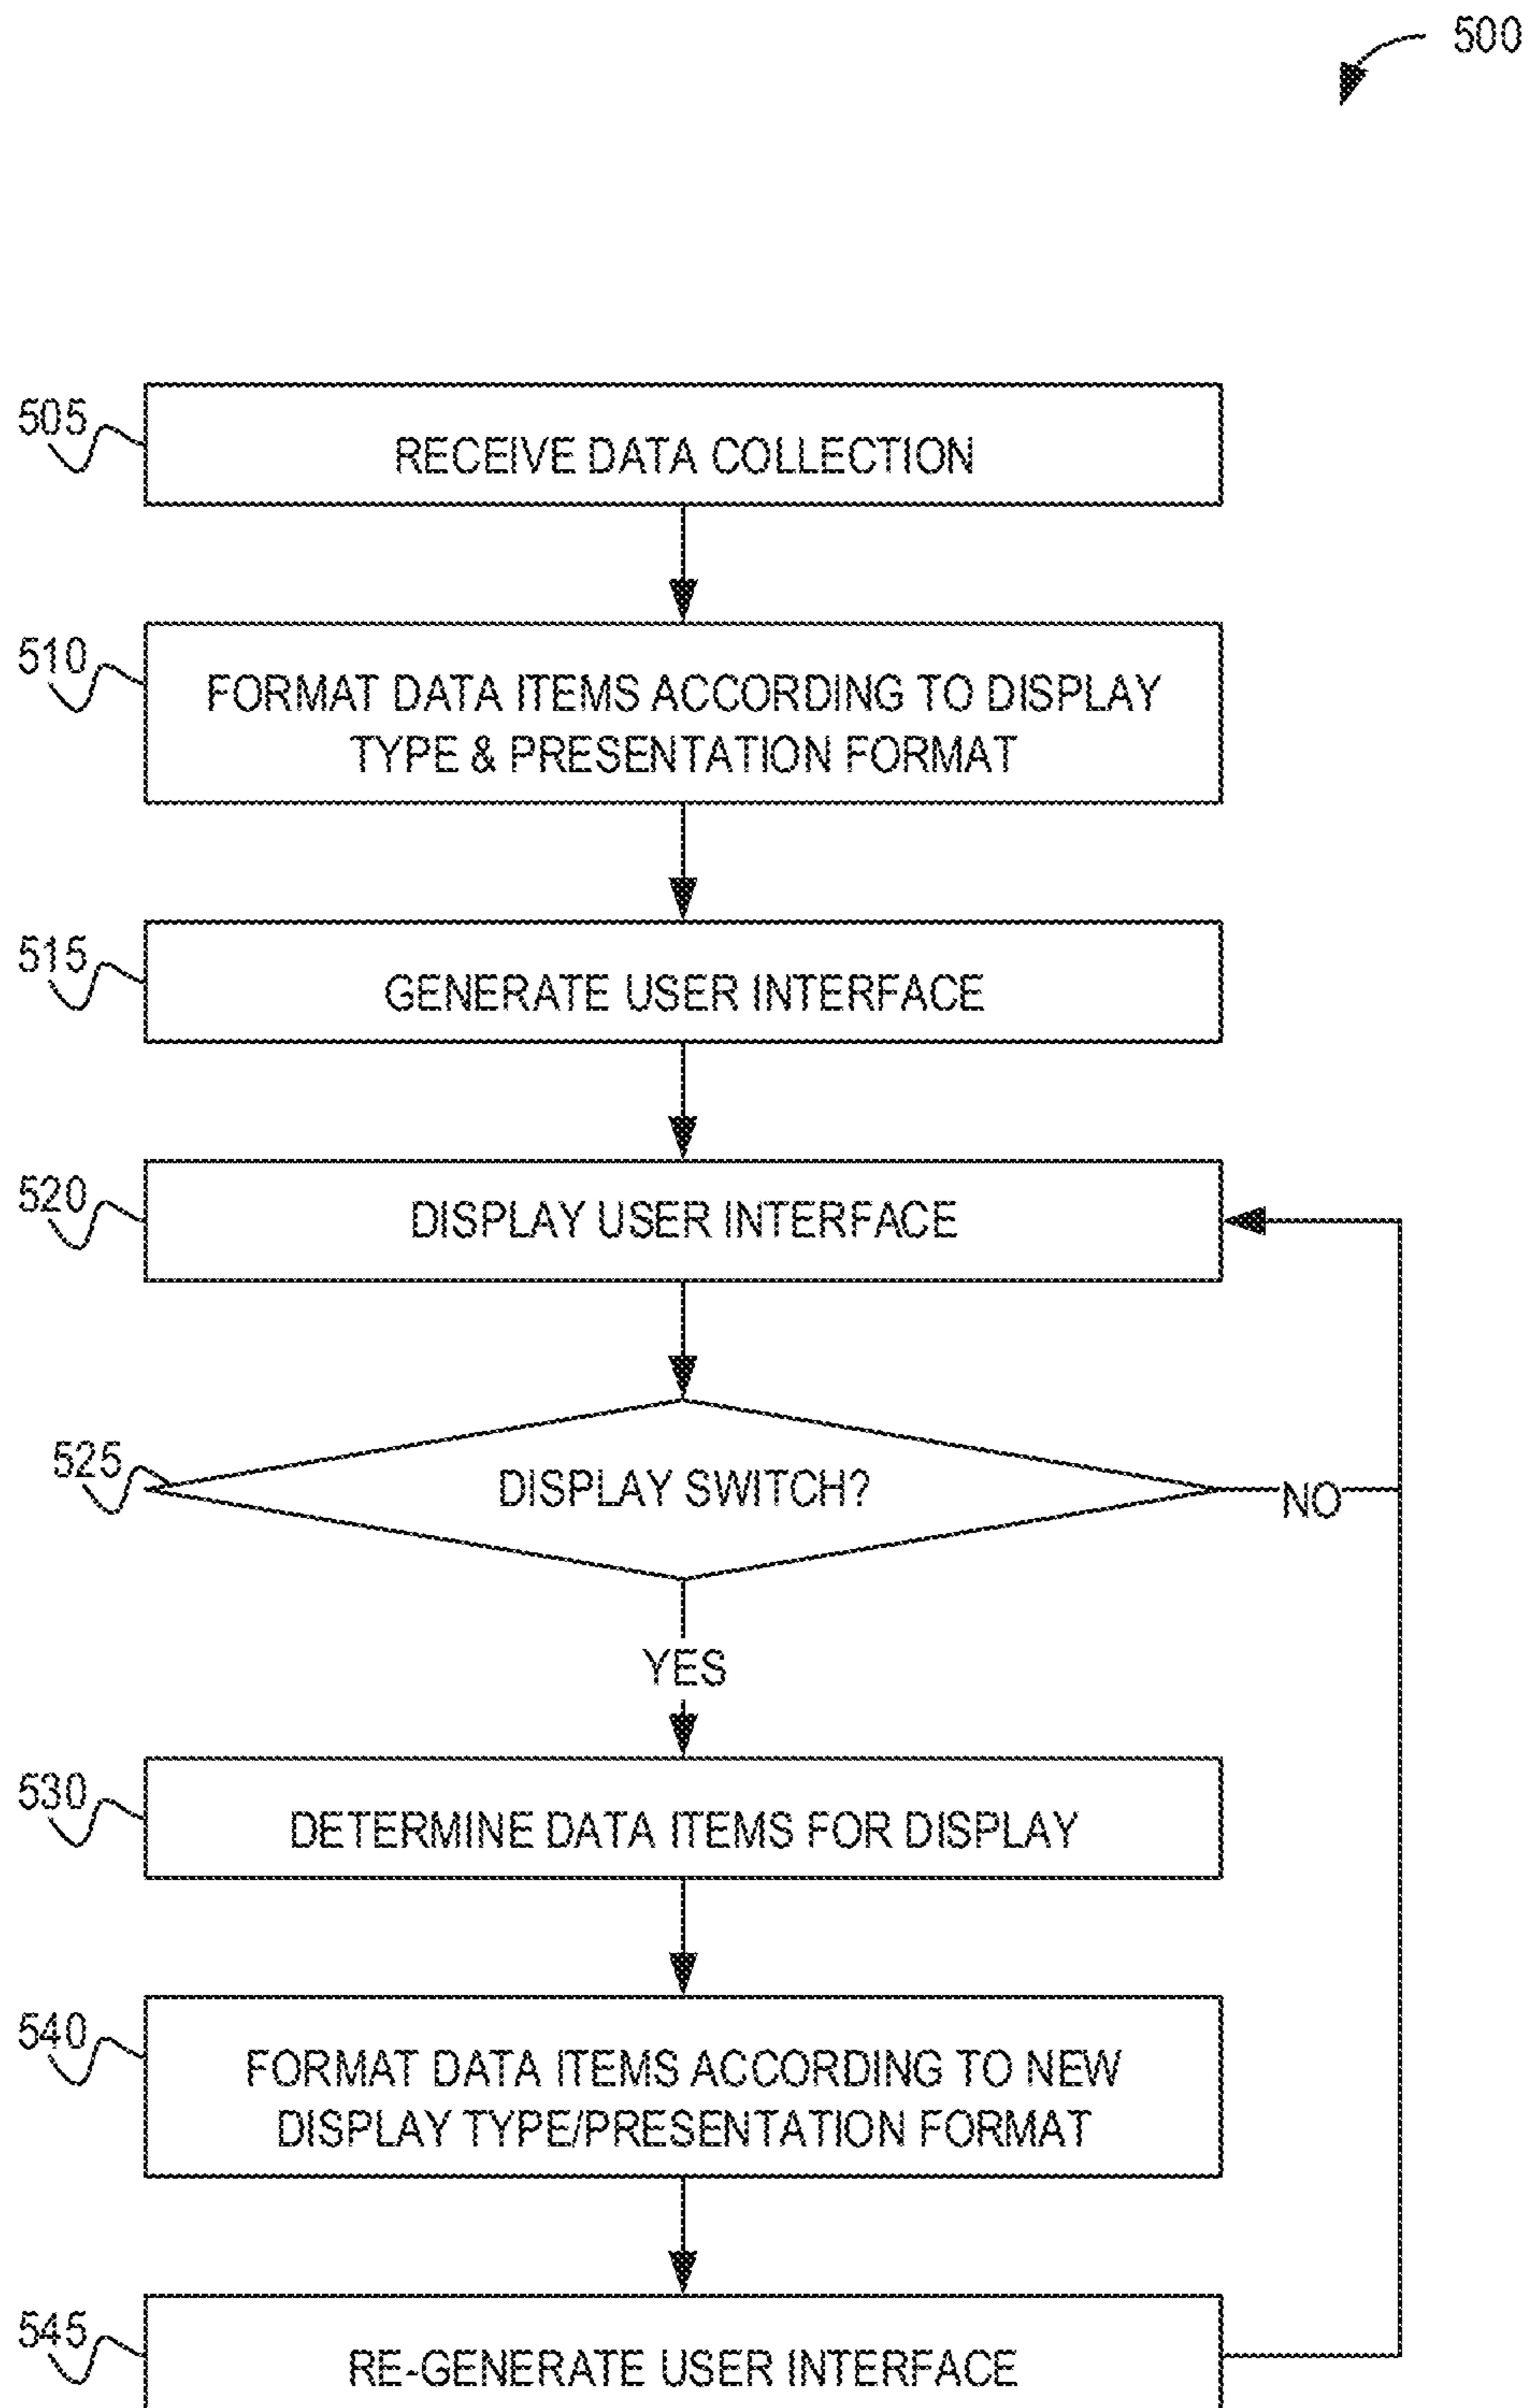 500
505
RECEIVE DATA COLLECTION
510
FORMAT DATA ITEMS ACCORDING TO DISPLAY
TYPE & PRESENTATION FORMAT
515
GENERATE USER INTERFACE
520
DISPLAY USER INTERFACE
525
DISPLAY SWITCH?
NO
YES
530
DETERMINE DATA ITEMS FOR DISPLAY
540
FORMAT DATA ITEMS ACCORDING TO NEW
DISPLAY TYPE/PRESENTATION FORMAT
545
RE-GENERATE USER INTERFACE